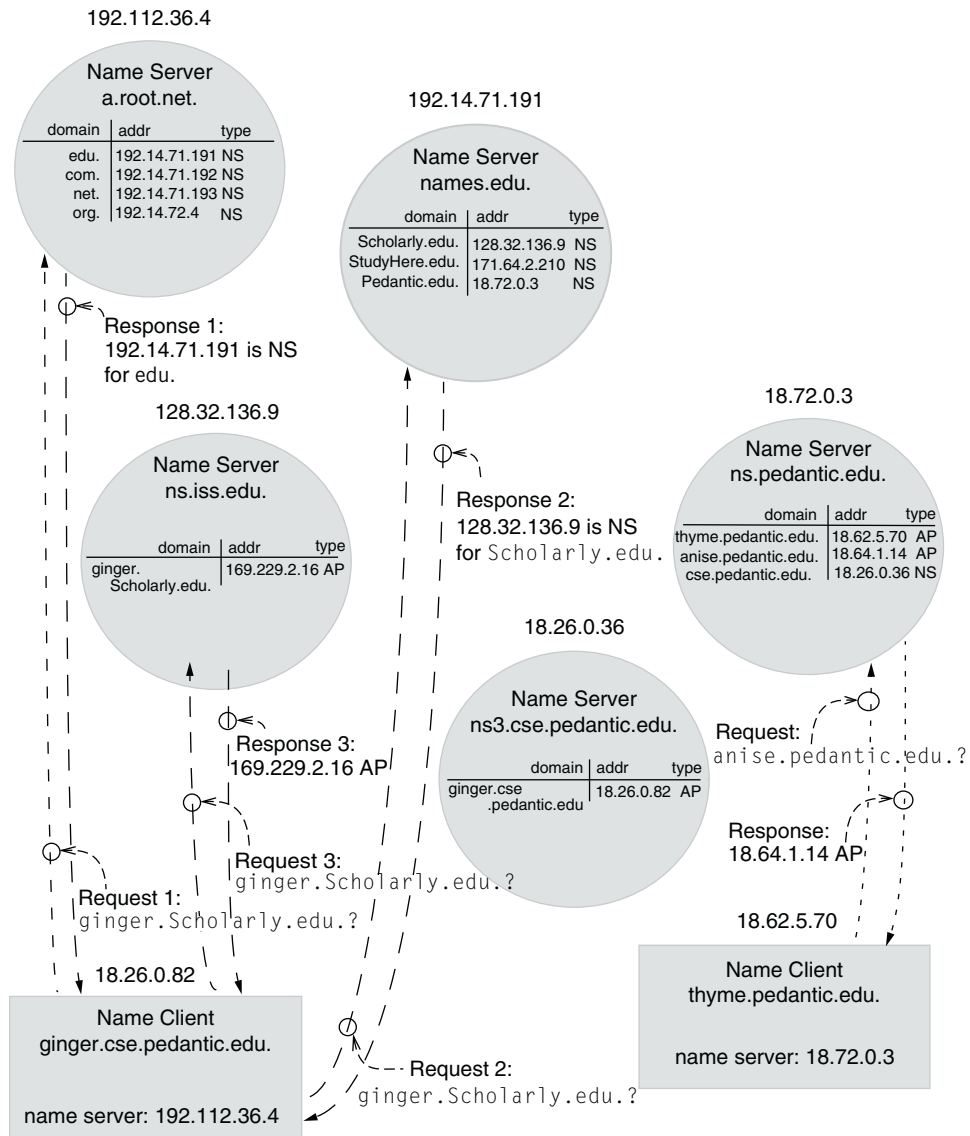 192.112.36.4
Name Server
a.root.net.
domain addr type
edu. 192.14.71.191 NS
com. 192.14.71.192 NS
net. 192.14.71.193 NS
org. 192.14.72.4 NS
192.14.71.191
Name Server
names.edu.
domain addr type
Scholarly.edu. 128.32.136.9 NS
StudyHere.edu. 171.64.2.210 NS
Pedantic.edu. 18.72.0.3 NS
Response 1:
192.14.71.191 is NS
for edu.
128.32.136.9
Name Server
ns.iss.edu.
domain addr type
ginger. 169.229.2.16 AP
Scholarly.edu.
Response 2:
128.32.136.9 is NS
for Scholarly.edu.
18.72.0.3
Name Server
ns.pedantic.edu.
domain addr type
thyme.pedantic.edu. 18.62.5.70 AP
anise.pedantic.edu. 18.64.1.14 AP
cse.pedantic.edu. 18.26.0.36 NS
18.26.0.36
Name Server
ns3.cse.pedantic.edu.
domain addr type
ginger.cse 18.26.0.82 AP
.pedantic.edu
Response 3:
169.229.2.16 AP
Request:
anise.pedantic.edu.?
Response:
18.64.1.14 AP
Request 3:
ginger.Scholarly.edu.?
Request 1:
ginger.Scholarly.edu.?
18.26.0.82
Name Client
ginger.cse.pedantic.edu.
name server: 192.112.36.4
Request 2:
ginger.Scholarly.edu.?
18.62.5.70
Name Client
thyme.pedantic.edu.
name server: 18.72.0.3